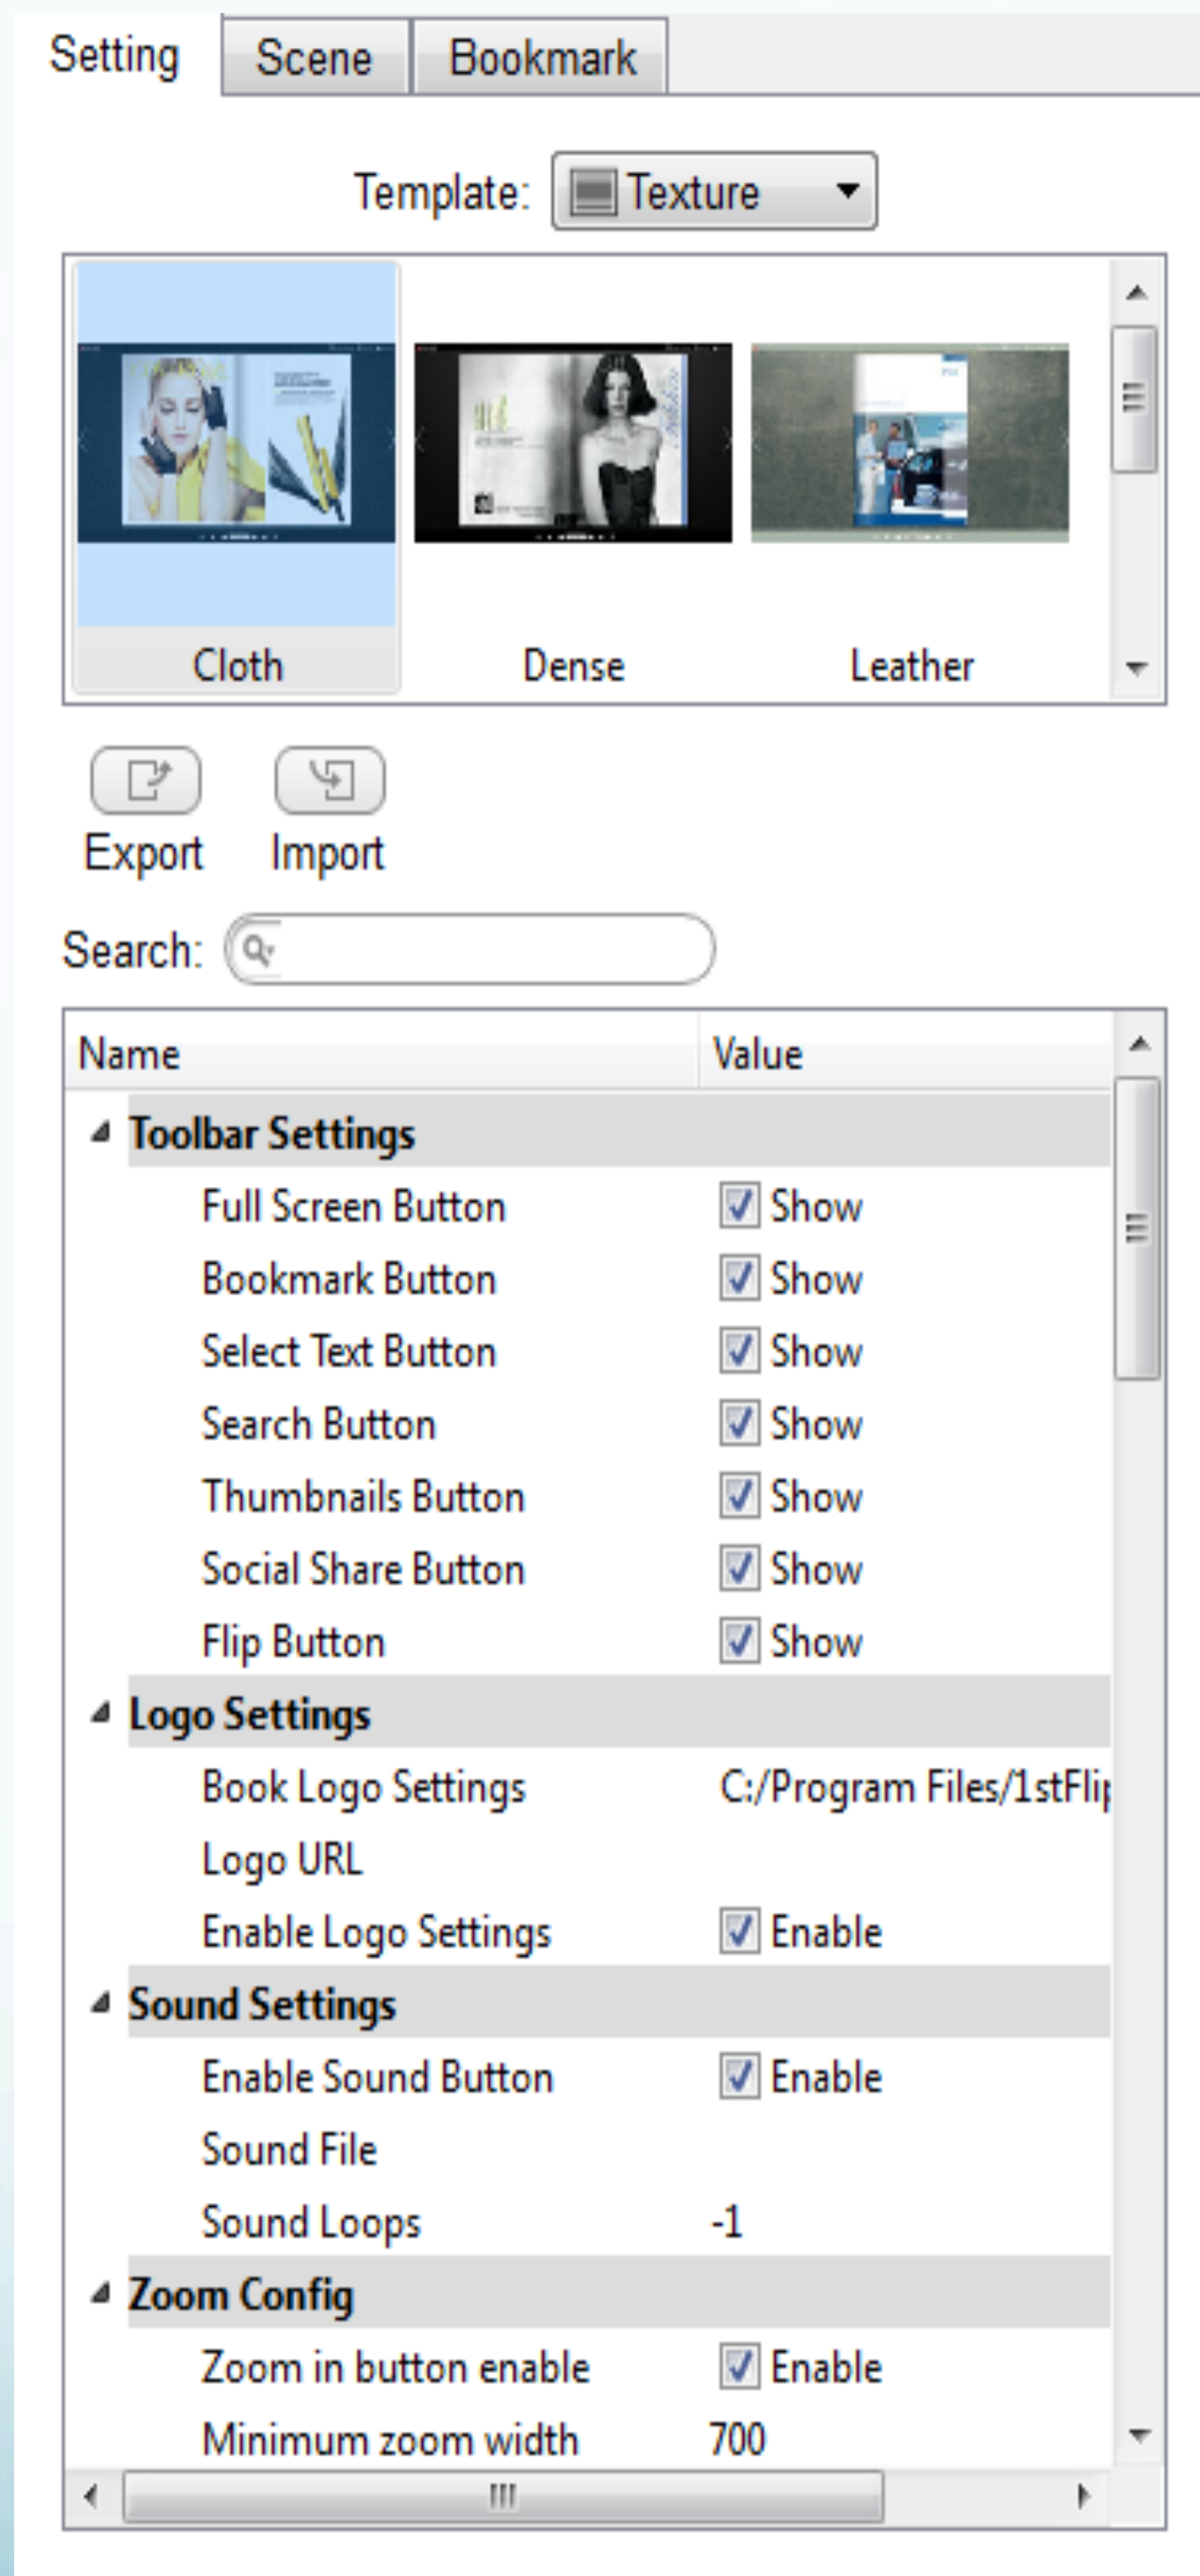 Setting Scene Bookmark
Template: Texture
Cloth Dense Leather
Export Import
Search:
Name Value
Toolbar Settings
Full Screen Button Show
Bookmark Button Show
Select Text Button Show
Search Button Show
Thumbnails Button Show
Social Share Button Show
Flip Button Show
Logo Settings
Book Logo Settings C:/Program Files/1stFlip
Logo URL
Enable Logo Settings Enable
Sound Settings
Enable Sound Button Enable
Sound File
Sound Loops -1
Zoom Config
Zoom in button enable Enable
Minimum zoom width 700